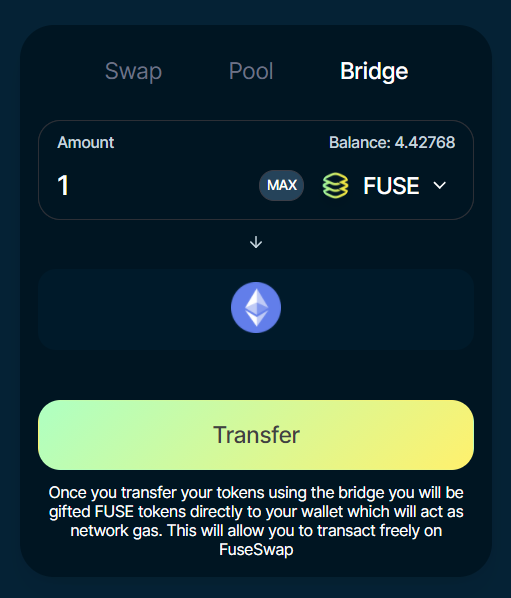 Swap Pool Bridge
Amount Balance: 4.42768
1 MAX FUSE
Transfer
Once you transfer your tokens using the bridge you will be
gifted FUSE tokens directly to your wallet which will act as
network gas. This will allow you to transact freely on
FuseSwap